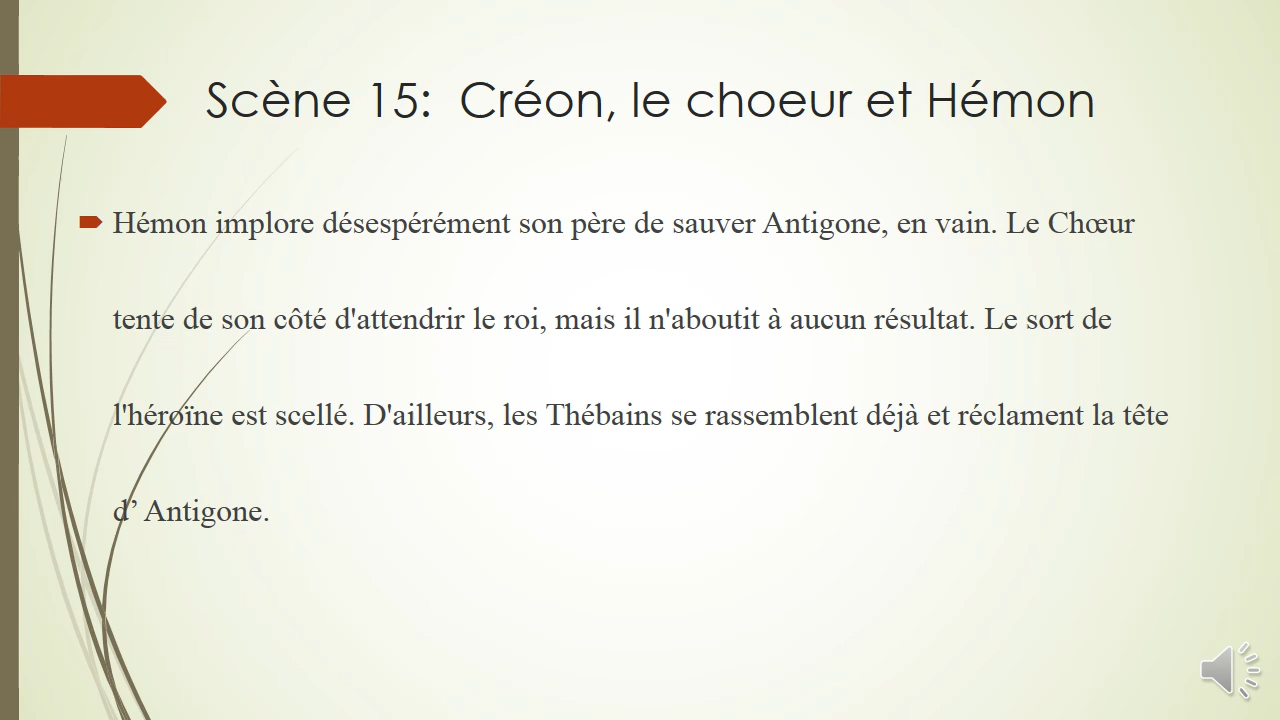 Scène 15:  Créon, le choeur et Hémon
Hémon implore désespérément son père de sauver Antigone, en vain. Le Chœur
tente de son côté d'attendrir le roi, mais il n'aboutit à aucun résultat. Le sort de
l'héroïne est scellé. D'ailleurs, les Thébains se rassemblent déjà et réclament la tête
d’ Antigone.